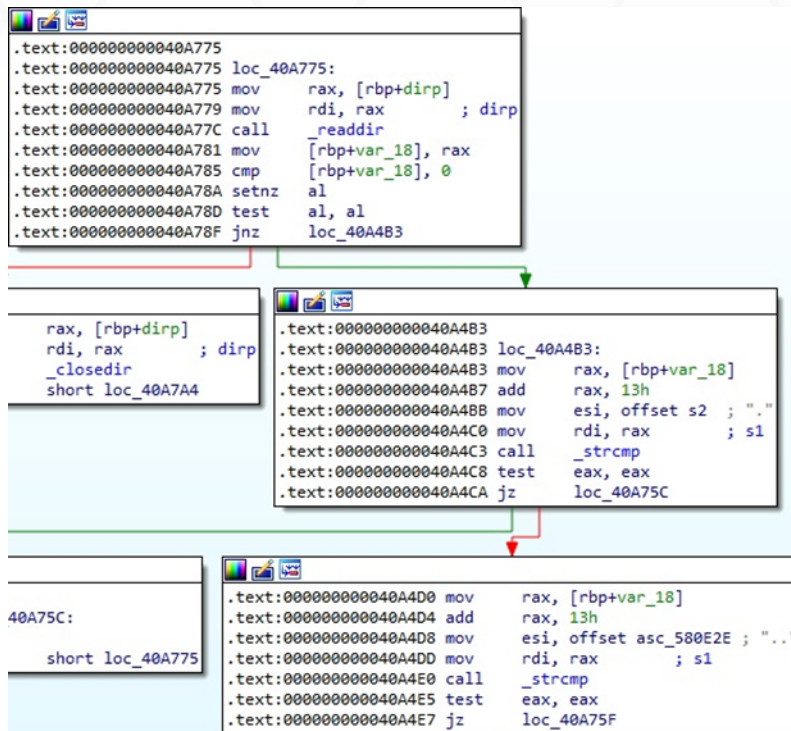 .text:000000000040A775
.text:000000000040A775 loc_40A775:
.text:000000000040A775 mov rax, [rbp+dirp]
.text:000000000040A779 mov rdi, rax ; dirp
.text:000000000040A77C call _readdir
.text:000000000040A781 mov [rbp+var_18], rax
.text:000000000040A785 cmp [rbp+var_18], 0
.text:000000000040A78A setnz al
.text:000000000040A78D test al, al
.text:000000000040A78F jnz loc_40A4B3
rax, [rbp+dirp]
rdi, rax ; dirp
_closedir
short loc_40A7A4
.text:000000000040A4B3
.text:000000000040A4B3 loc_40A4B3:
.text:000000000040A4B3 mov rax, [rbp+var_18]
.text:000000000040A4B7 add rax, 13h
.text:000000000040A4BB mov esi, offset s2 ; "."
.text:000000000040A4C0 mov rdi, rax ; s1
.text:000000000040A4C3 call _strcmp
.text:000000000040A4C8 test eax, eax
.text:000000000040A4CA jz loc_40A75C
40A75C:
short loc_40A775
.text:000000000040A4D0 mov rax, [rbp+var_18]
.text:000000000040A4D4 add rax, 13h
.text:000000000040A4D8 mov esi, offset asc_580E2E ; ".."
.text:000000000040A4DD mov rdi, rax ; s1
.text:000000000040A4E0 call _strcmp
.text:000000000040A4E5 test eax, eax
.text:000000000040A4E7 jz loc_40A75F